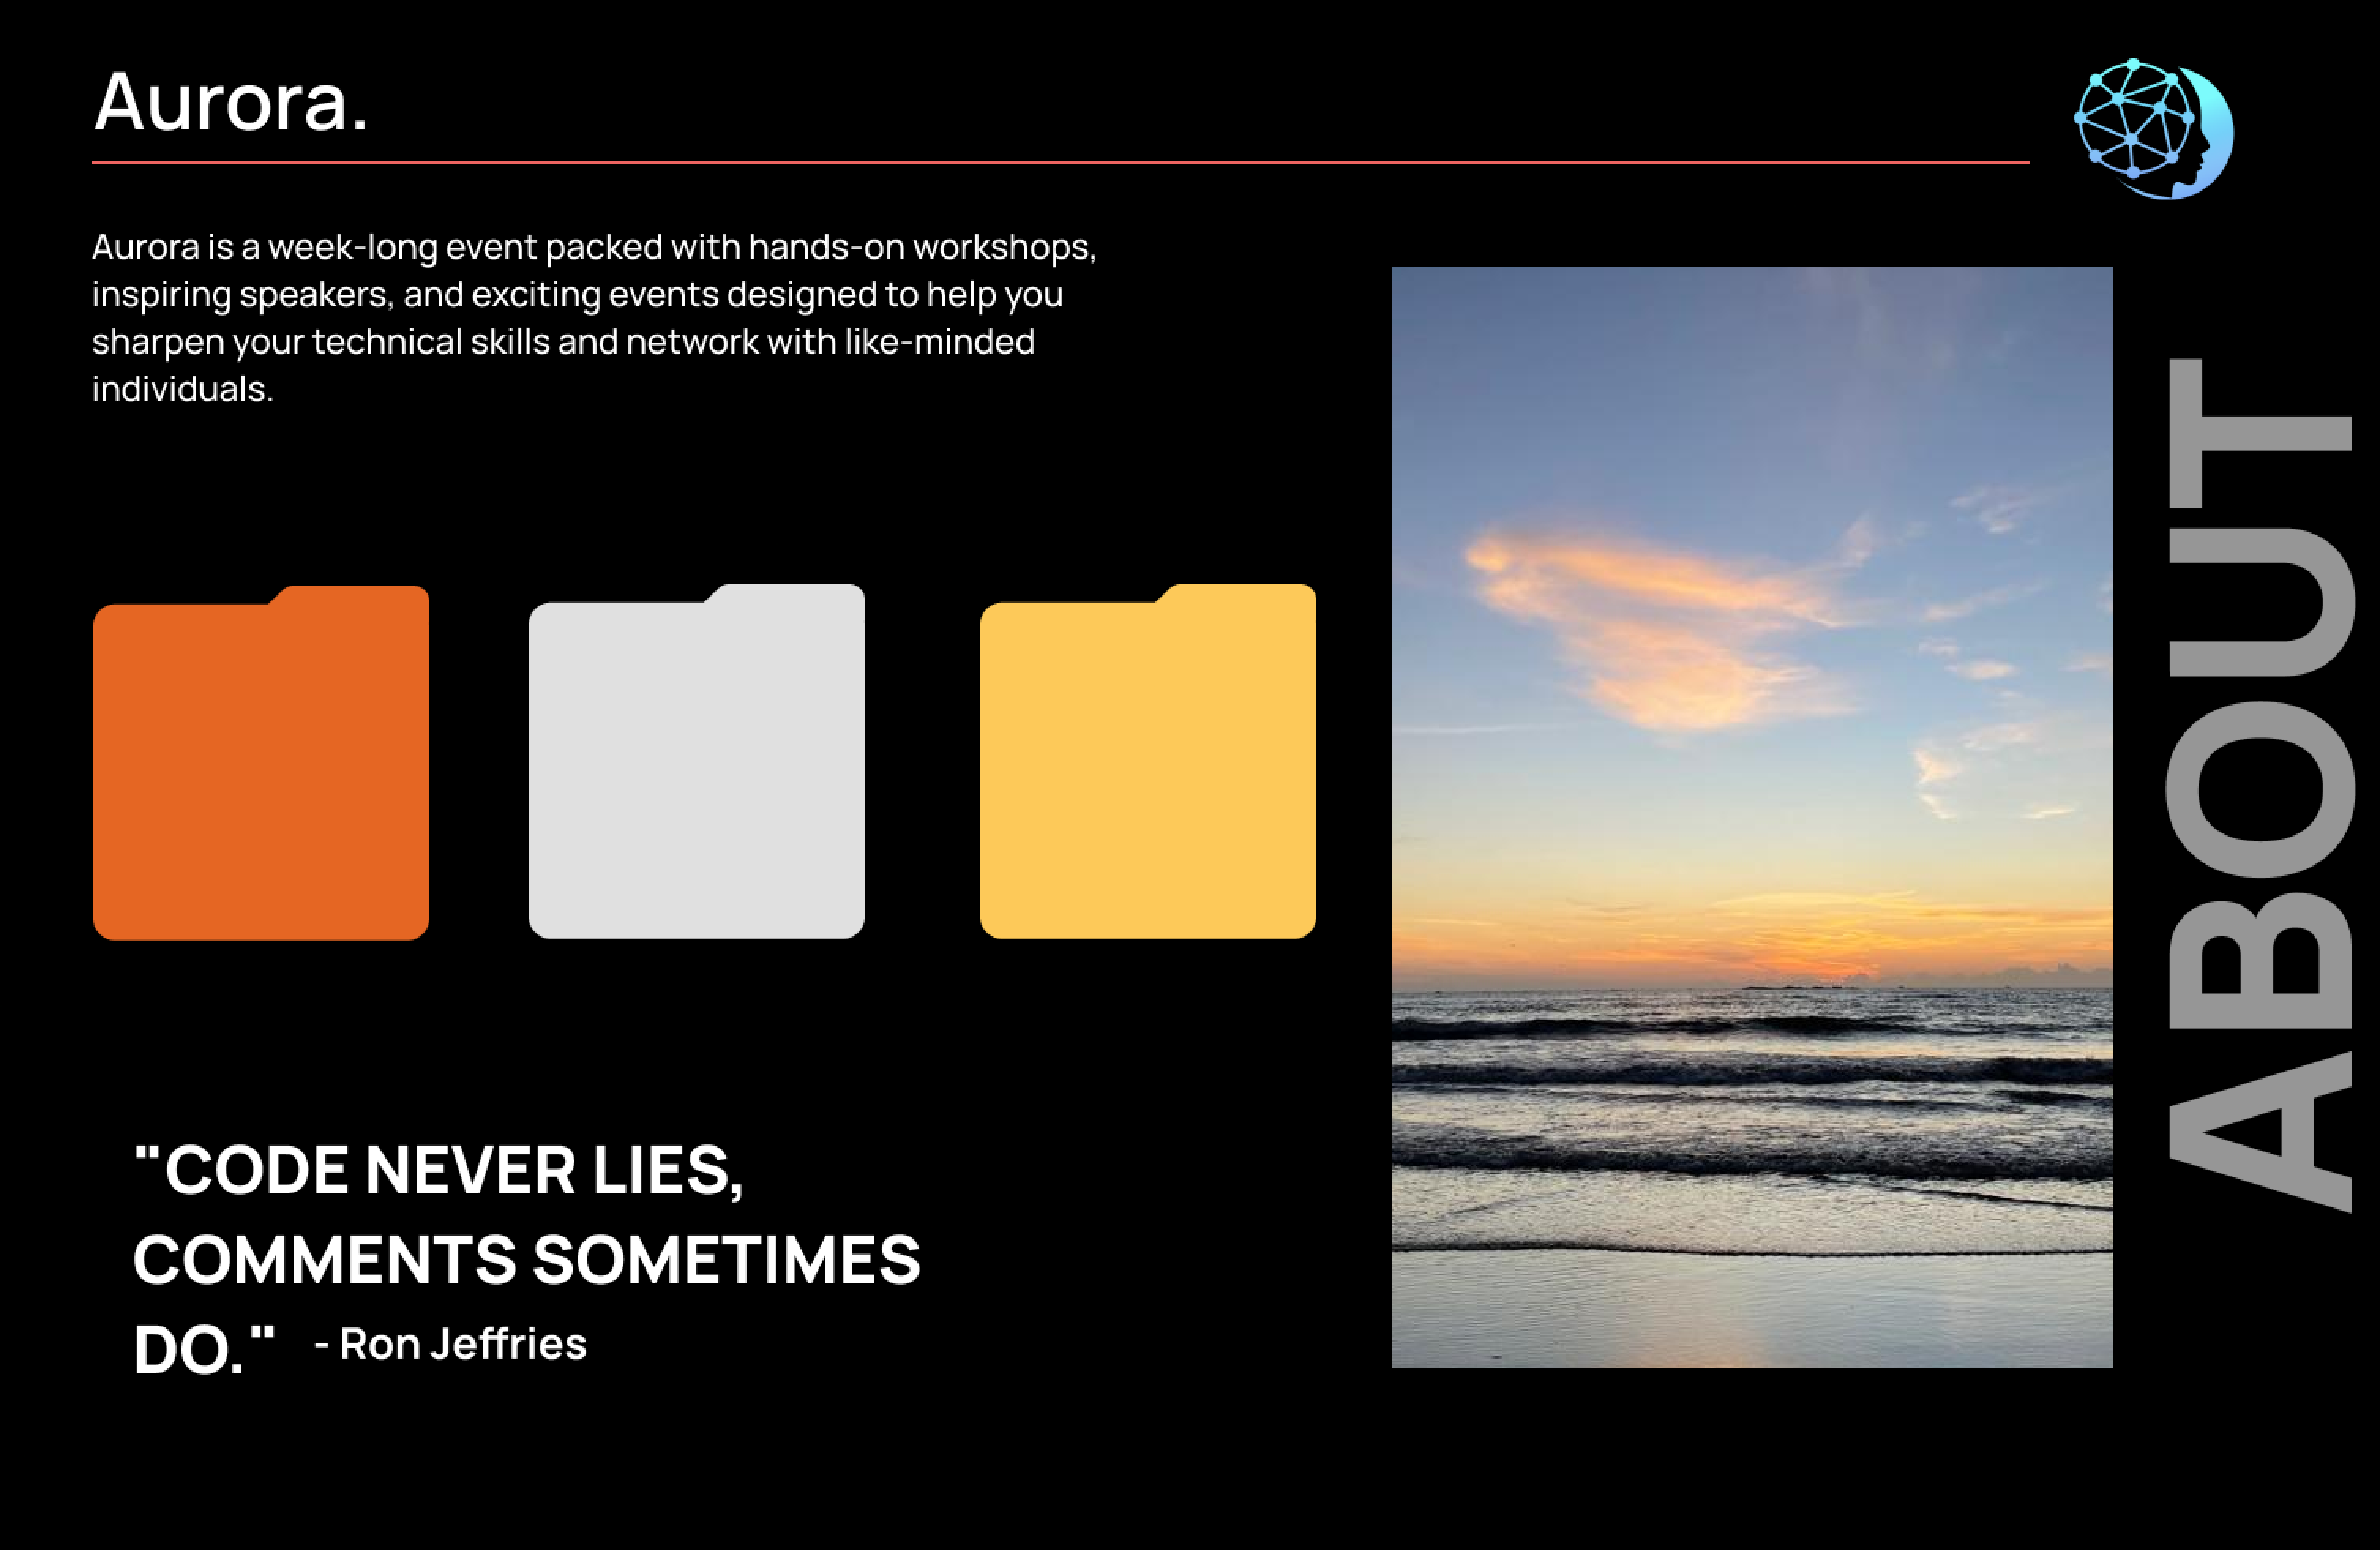 Aurora.
Aurora is a week-long event packed with hands-on workshops,
inspiring speakers, and exciting events designed to help you
sharpen your technical skills and network with like-minded
individuals.
"CODE NEVER LIES,
COMMENTS SOMETIMES
DO." - Ron Jeffries
ABOUT